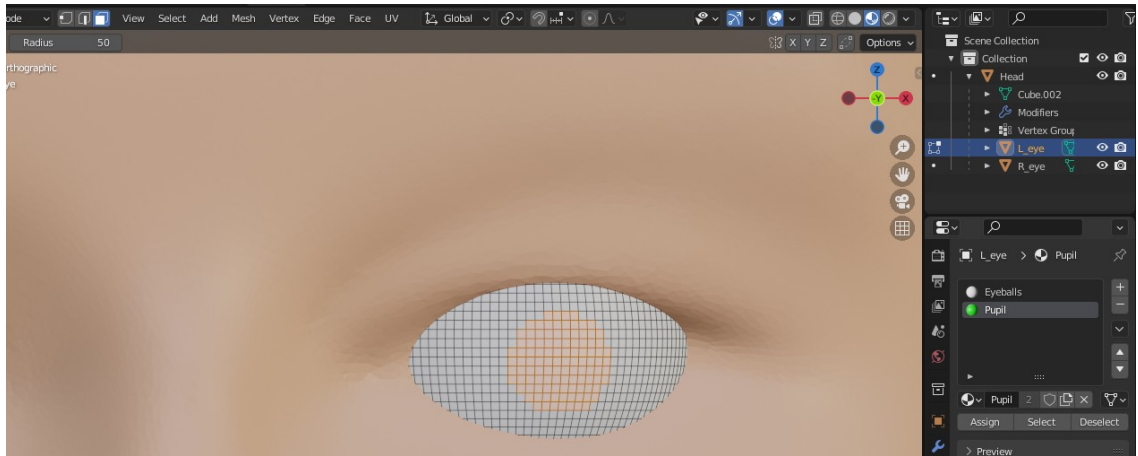 ode View Select Add Mesh Vertex Edge Face UV Global
Radius 50
X Y Z Options
rthographic
ye
Z
-Y
X
Scene Collection
Collection
Head
Cube.002
Modifiers
Vertex Group
L_eye
R_eye
L_eye > Pupil
Eyeballs
Pupil
Pupil 2
Assign Select Deselect
Preview